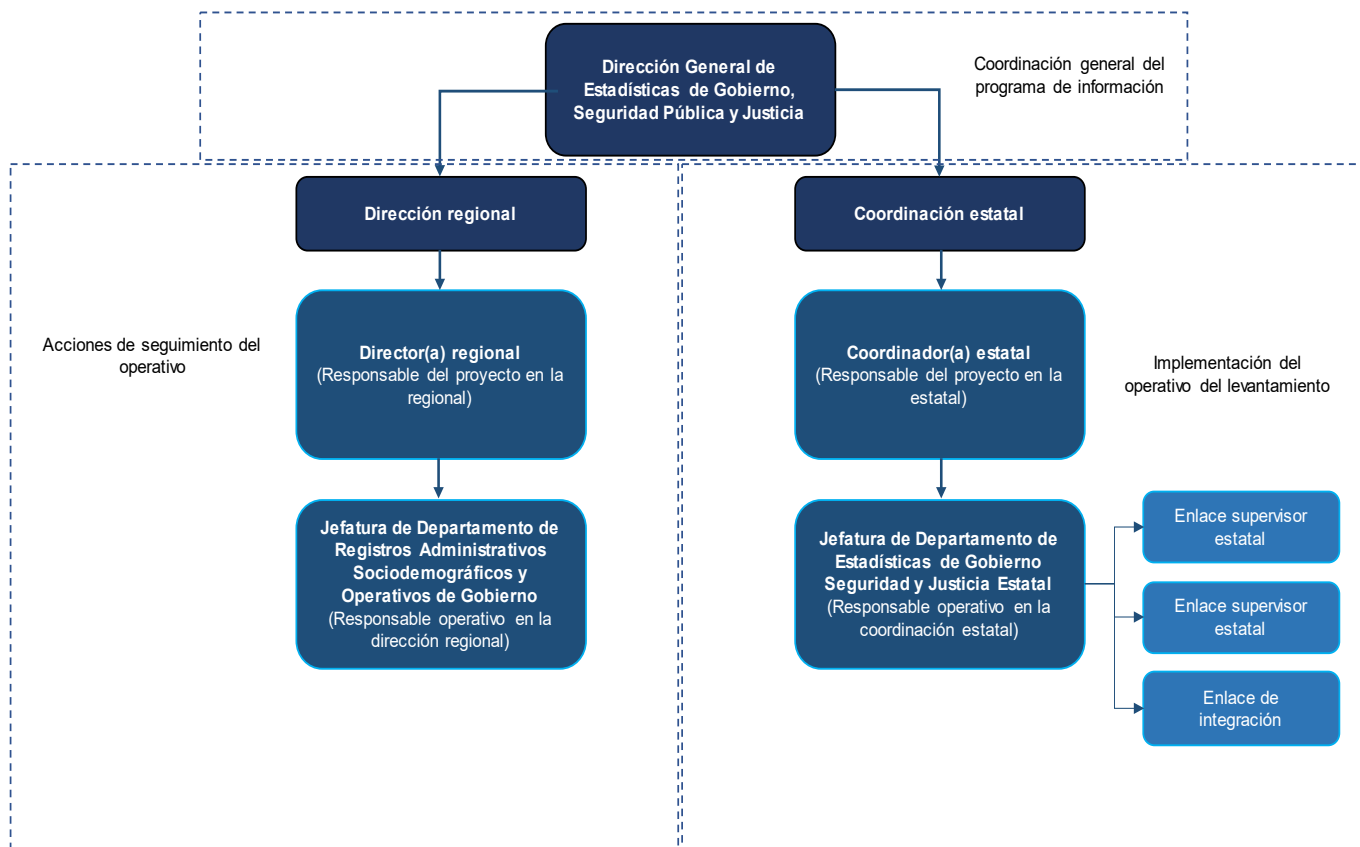 Dirección General de
Estadísticas de Gobierno,
Seguridad Pública y Justicia
Coordinación general del
programa de información
Dirección regional
Coordinación estatal
Acciones de seguimiento del
operativo
Director(a) regional
(Responsable del proyecto en la
regional)
Coordinador(a) estatal
(Responsable del proyecto en la
estatal)
Implementación del
operativo del levantamiento
Jefatura de Departamento de
Registros Administrativos
Sociodemográficos y
Operativos de Gobierno
(Responsable operativo en la
dirección regional)
Jefatura de Departamento de
Estadísticas de Gobierno
Seguridad y Justicia Estatal
(Responsable operativo en la
coordinación estatal)
Enlace supervisor
estatal
Enlace supervisor
estatal
Enlace de
integración